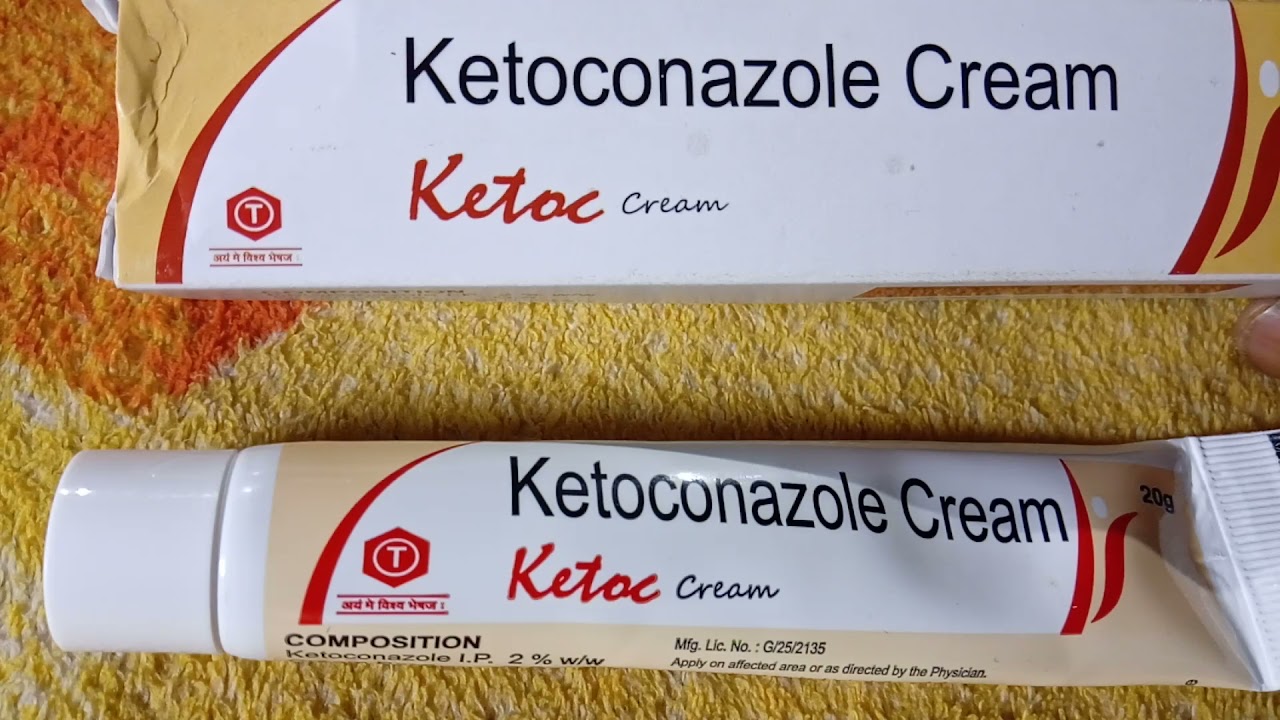 Ketoconazole Cream
Ketoc Cream
T
अयं मे विश्व भेषज :
COMPOSITION
Ketoconazole Cream
20g
Ketoc Cream
T
अयं मे विश्व भेषज :
COMPOSITION
Ketoconazole I.P. 2 % w/w
Mfg. Lic. No. : G/25/2135
Apply on affected area or as directed by the Physician.